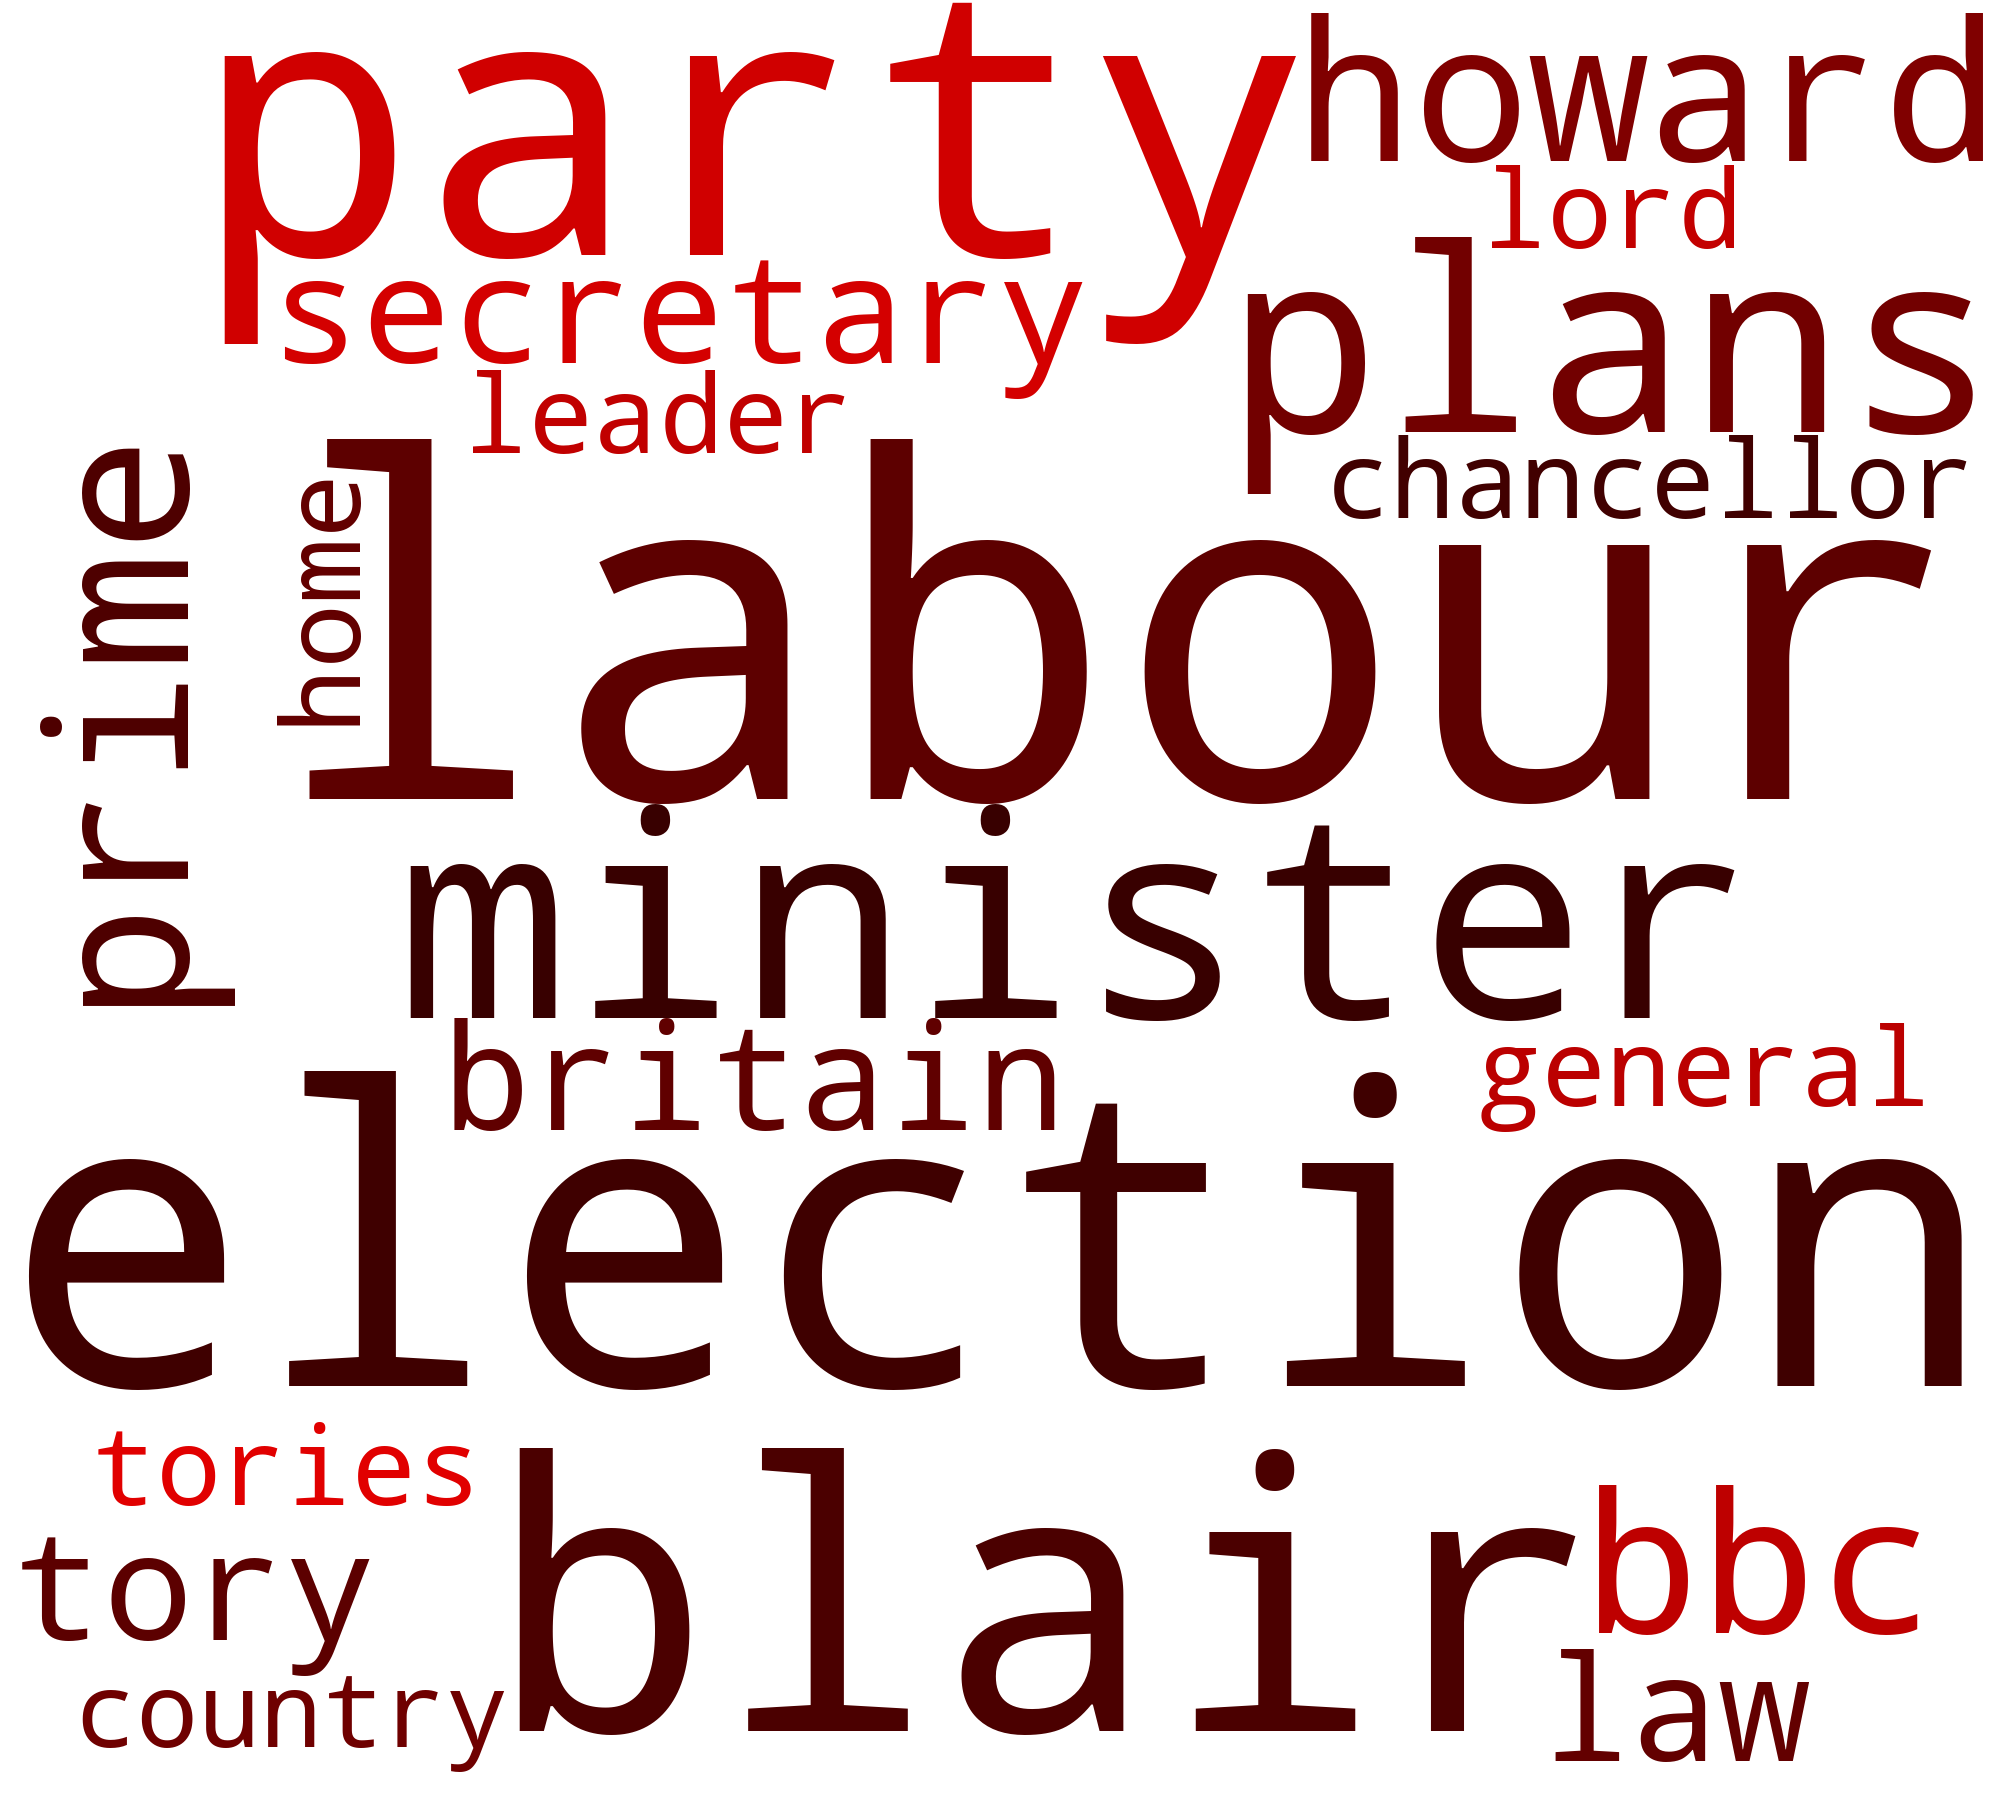 party
howard
lord
secretary
plans
leader
chancellor
prime
home
labour
minister
britain
general
election
tories
blair
bbc
tory
law
country